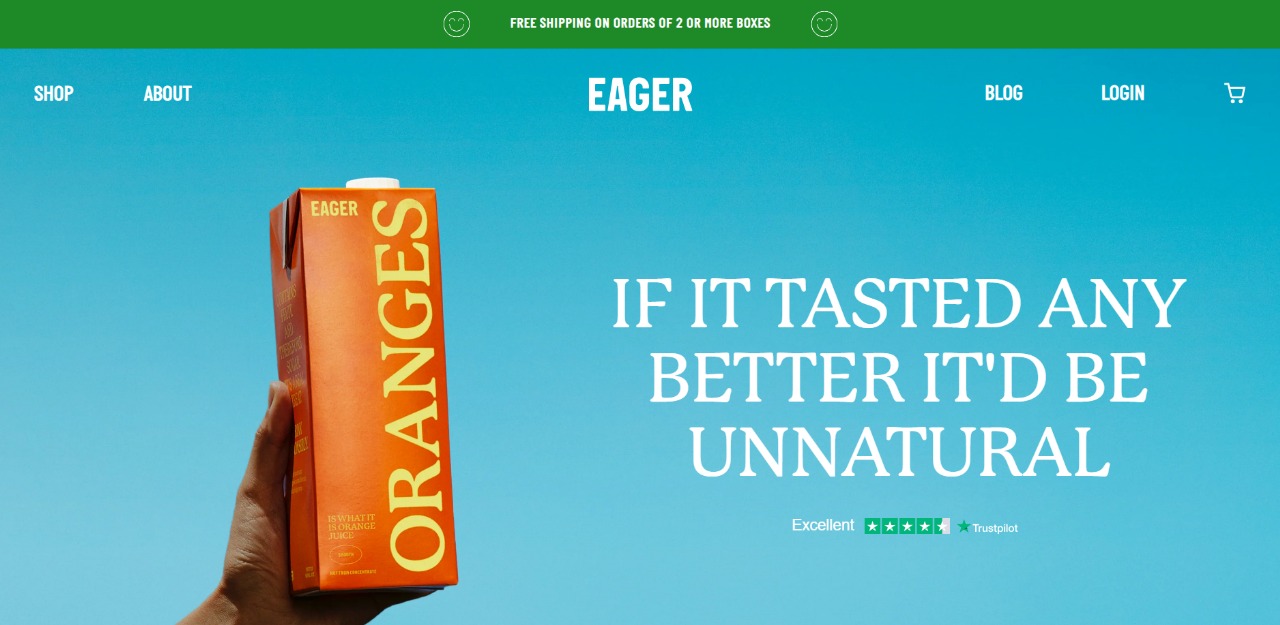 FREE SHIPPING ON ORDERS OF 2 OR MORE BOXES
SHOP
ABOUT
EAGER
BLOG
LOGIN
EAGER
ORANGES
IS WHAT IT
IS ORANGE
JUICE
IF IT TASTED ANY
BETTER IT'D BE
UNNATURAL
Excellent
Trustpilot